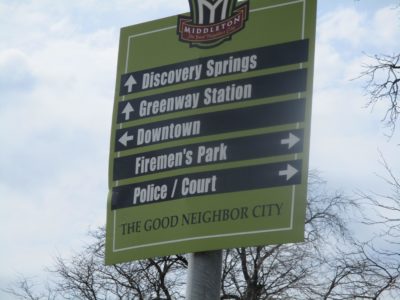 MIDDLETON
Discovery Springs
Greenway Station
Downtown
Firemen's Park
Police / Court
THE GOOD NEIGHBOR CITY